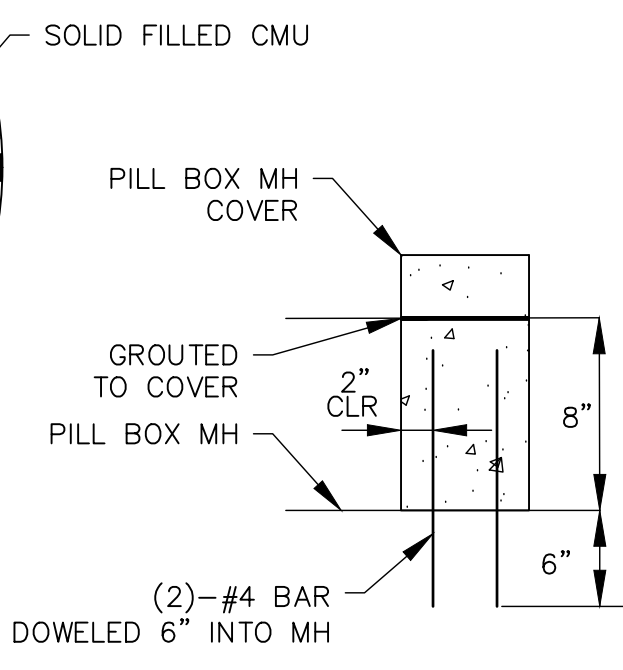 SOLID FILLED CMU
PILL BOX MH
COVER
GROUTED
TO COVER
2”
CLR
8”
PILL BOX MH
6”
(2)-#4 BAR
DOWELED 6” INTO MH